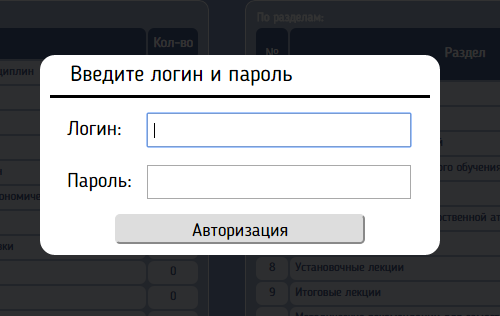 По разделам:
Кол-во
№
Раздел
Введите логин и пароль
Логин:
Пароль:
Авторизация
0
8 Установочные лекции
0
9 Итоговые лекции